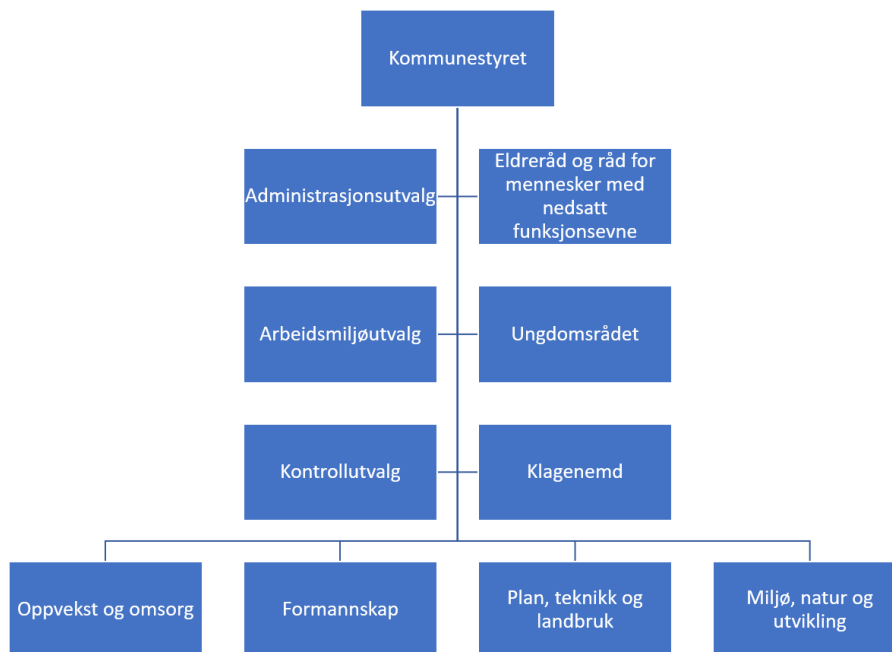 Kommunestyret
Administrasjonsutvalg
Eldreråd og råd for
mennesker med
nedsatt
funksjonsevne
Arbeidsmiljøutvalg
Ungdomsrådet
Kontrollutvalg
Klagenemd
Oppvekst og omsorg
Formannskap
Plan, teknikk og
landbruk
Miljø, natur og
utvikling